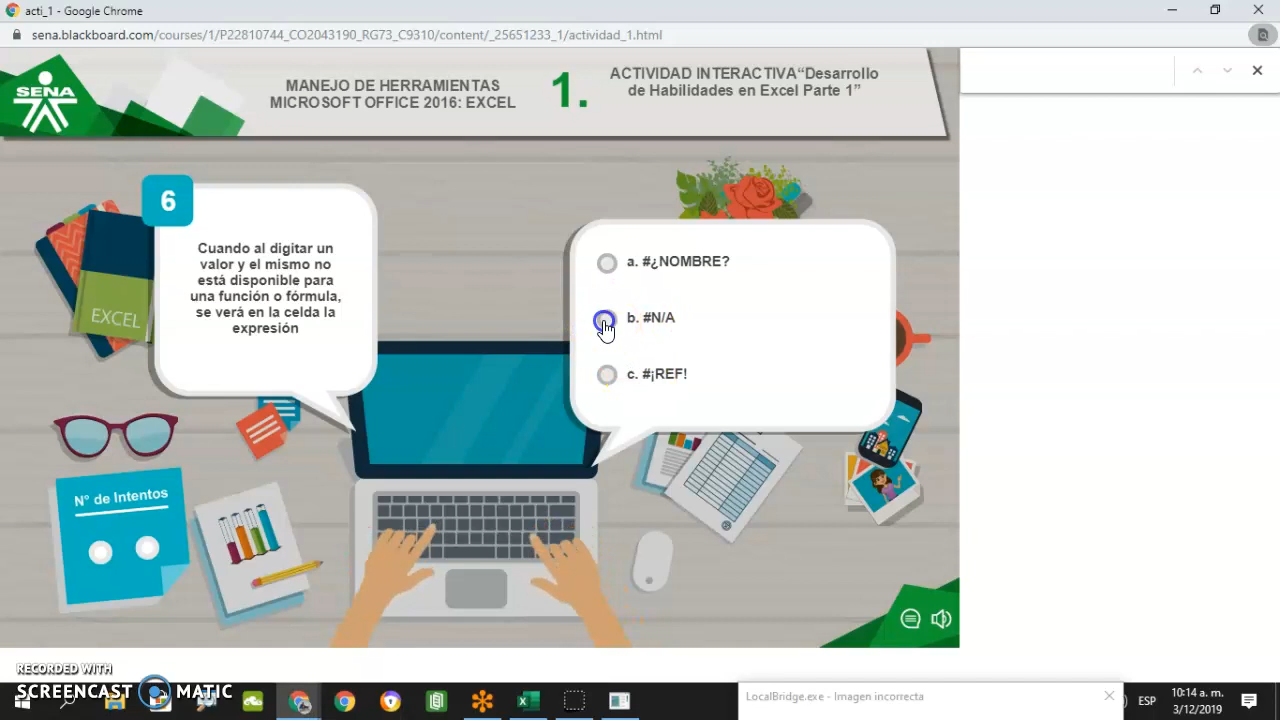 acti_1 - Google Chrome
sena.blackboard.com/courses/1/P22810744_CO2043190_RG73_C9310/content/_25651233_1/actividad_1.html
SENA
MANEJO DE HERRAMIENTAS
MICROSOFT OFFICE 2016: EXCEL
1.
ACTIVIDAD INTERACTIVA“Desarrollo
de Habilidades en Excel Parte 1”
6
Cuando al digitar un
valor y el mismo no
está disponible para
una función o fórmula,
se verá en la celda la
expresión
a. #¿NOMBRE?
b. #N/A
c. #¡REF!
EXCEL
N° de Intentos
RECORDED WITH
SCREENCAST MATIC
LocalBridge.exe - Imagen incorrecta
ESP
10:14 a. m.
3/12/2019